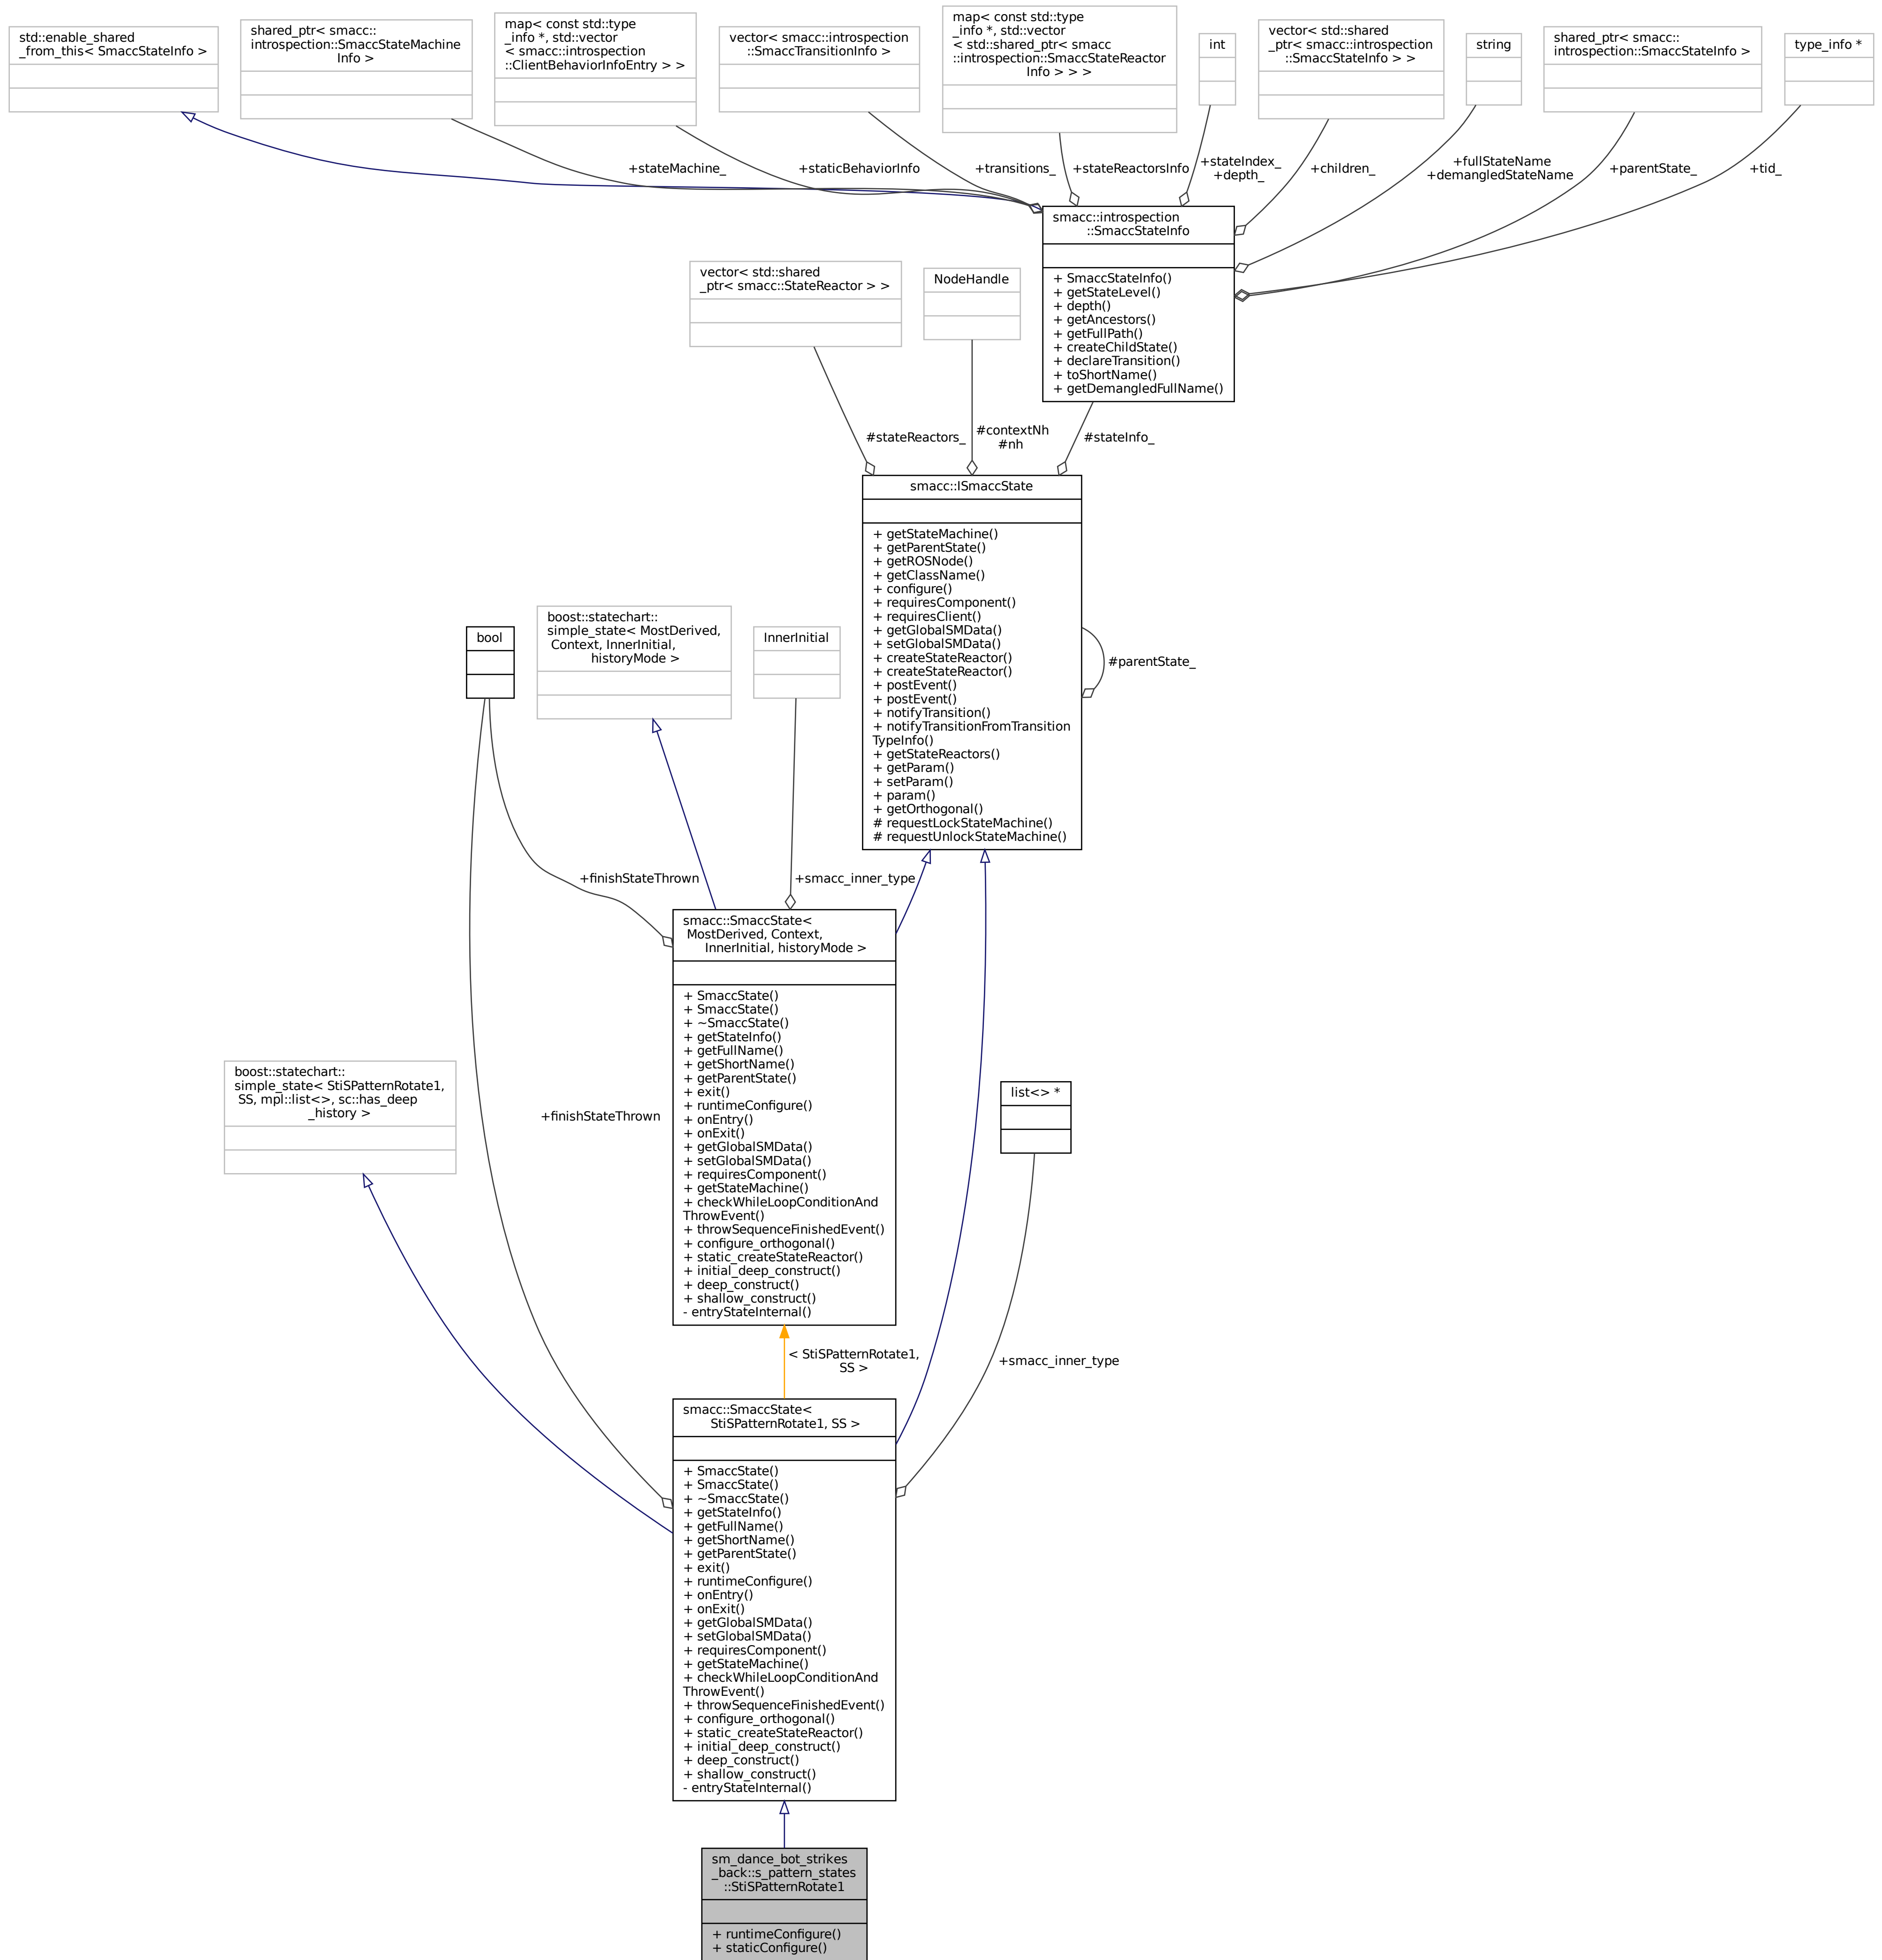 std::enable_shared
_from_this< SmaccStateInfo >
shared_ptr< smacc::
introspection::SmaccStateMachine
Info >
map< const std::type
_info *, std::vector
< smacc::introspection
::ClientBehaviorInfoEntry > >
vector< smacc::introspection
::SmaccTransitionInfo >
map< const std::type
_info *, std::vector
< std::shared_ptr< smacc
::introspection::SmaccStateReactor
Info > > >
int
vector< std::shared
_ptr< smacc::introspection
::SmaccStateInfo > >
string
shared_ptr< smacc::
introspection::SmaccStateInfo >
type_info *
+stateMachine_
+staticBehaviorInfo
+transitions_
+stateReactorsInfo
+stateIndex_
+depth_
+children_
+fullStateName
+demangledStateName
+parentState_
+tid_
smacc::introspection
::SmaccStateInfo
+ SmaccStateInfo()
+ getStateLevel()
+ depth()
+ getAncestors()
+ getFullPath()
+ createChildState()
+ declareTransition()
+ toShortName()
+ getDemangledFullName()
vector< std::shared
_ptr< smacc::StateReactor > >
NodeHandle
#stateReactors_
#contextNh
#nh
#stateInfo_
smacc::ISmaccState
+ getStateMachine()
+ getParentState()
+ getROSNode()
+ getClassName()
+ configure()
+ requiresComponent()
+ requiresClient()
+ getGlobalSMData()
+ setGlobalSMData()
+ createStateReactor()
+ createStateReactor()
+ postEvent()
+ postEvent()
+ notifyTransition()
+ notifyTransitionFromTransition
TypeInfo()
+ getStateReactors()
+ getParam()
+ setParam()
+ param()
+ getOrthogonal()
# requestLockStateMachine()
# requestUnlockStateMachine()
#parentState_
bool
boost::statechart::
simple_state< MostDerived,
Context, InnerInitial,
historyMode >
InnerInitial
+finishStateThrown
+smacc_inner_type
smacc::SmaccState<
MostDerived, Context,
InnerInitial, historyMode >
+ SmaccState()
+ SmaccState()
+ ~SmaccState()
+ getStateInfo()
+ getFullName()
+ getShortName()
+ getParentState()
+ exit()
+ runtimeConfigure()
+ onEntry()
+ onExit()
+ getGlobalSMData()
+ setGlobalSMData()
+ requiresComponent()
+ getStateMachine()
+ checkWhileLoopConditionAnd
ThrowEvent()
+ throwSequenceFinishedEvent()
+ configure_orthogonal()
+ static_createStateReactor()
+ initial_deep_construct()
+ deep_construct()
+ shallow_construct()
- entryStateInternal()
boost::statechart::
simple_state< StiSPatternRotate1,
SS, mpl::list<>, sc::has_deep
_history >
+finishStateThrown
list<> *
< StiSPatternRotate1,
SS >
+smacc_inner_type
smacc::SmaccState<
StiSPatternRotate1, SS >
+ SmaccState()
+ SmaccState()
+ ~SmaccState()
+ getStateInfo()
+ getFullName()
+ getShortName()
+ getParentState()
+ exit()
+ runtimeConfigure()
+ onEntry()
+ onExit()
+ getGlobalSMData()
+ setGlobalSMData()
+ requiresComponent()
+ getStateMachine()
+ checkWhileLoopConditionAnd
ThrowEvent()
+ throwSequenceFinishedEvent()
+ configure_orthogonal()
+ static_createStateReactor()
+ initial_deep_construct()
+ deep_construct()
+ shallow_construct()
- entryStateInternal()
sm_dance_bot_strikes
_back::s_pattern_states
::StiSPatternRotate1
+ runtimeConfigure()
+ staticConfigure()